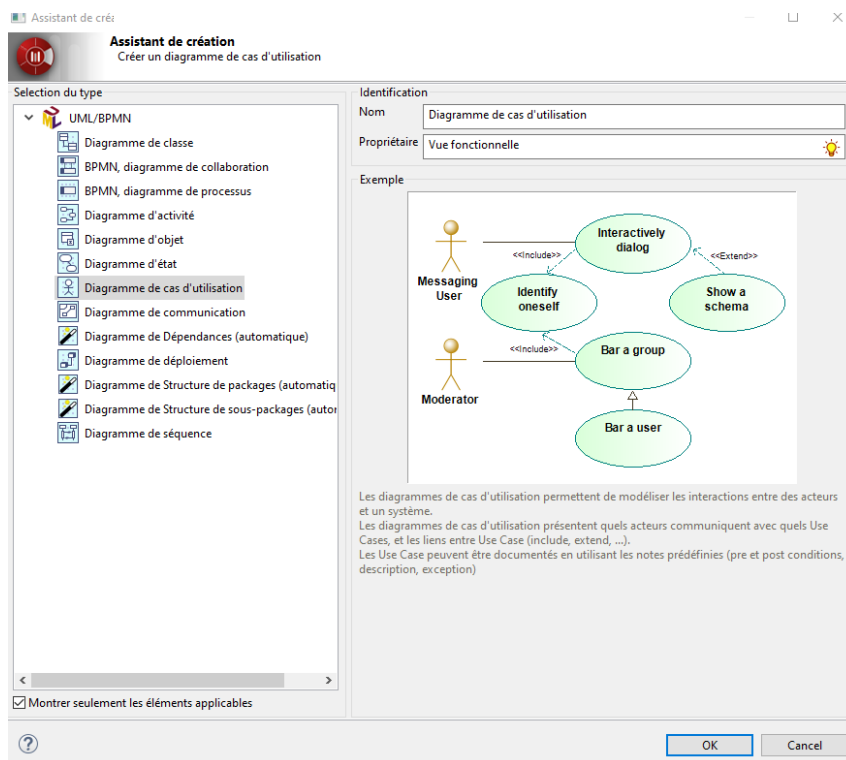 Assistant de créa
Assistant de création
Créer un diagramme de cas d'utilisation
Selection du type
UML/BPMN
Diagramme de classe
BPMN, diagramme de collaboration
BPMN, diagramme de processus
Diagramme d'activité
Diagramme d'objet
Diagramme d'état
Diagramme de cas d'utilisation
Diagramme de communication
Diagramme de Dépendances (automatique)
Diagramme de déploiement
Diagramme de Structure de packages (automatiq
Diagramme de Structure de sous-packages (autor
Diagramme de séquence
Montrer seulement les éléments applicables
Identification
Nom
Diagramme de cas d'utilisation
Propriétaire
Vue fonctionnelle
Exemple
Interactively
dialog
<<Include>>
<<Extend>>
Messaging
User
Identify
oneself
Show a
schema
<<Include>>
Bar a group
Moderator
Bar a user
Les diagrammes de cas d'utilisation permettent de modéliser les interactions entre des acteurs
et un système.
Les diagrammes de cas d'utilisation présentent quels acteurs communiquent avec quels Use
Cases, et les liens entre Use Case (include, extend, ...).
Les Use Case peuvent être documentés en utilisant les notes prédéfinies (pre et post conditions,
description, exception)
OK
Cancel